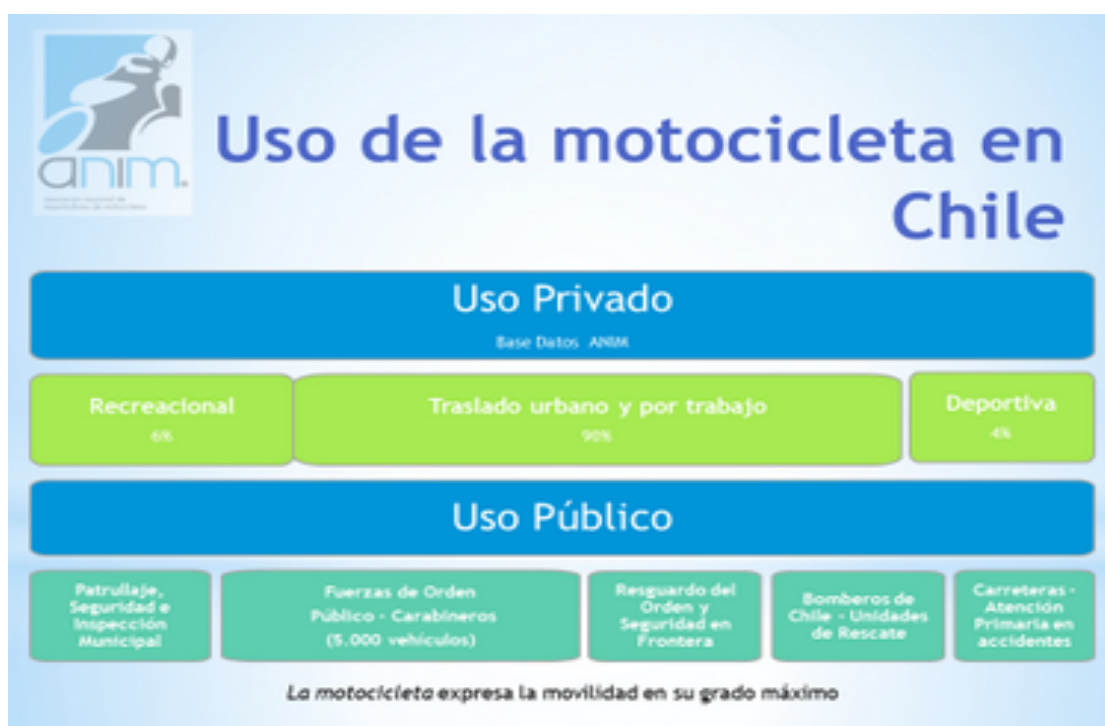 anim.
Uso de la motocicleta en
Chile
Uso Privado
Base Datos ANIM
Recreacional
6%
Traslado urbano y por trabajo
90%
Deportiva
4%
Uso Público
Patrullaje,
Seguridad e
Inspección
Municipal
Fuerzas de Orden
Público - Carabineros
(5.000 vehículos)
Resguardo del
Orden y
Seguridad en
Frontera
Bomberos de
Chile - Unidades
de Rescate
Carreteras -
Atención
Primaria en
accidentes
La motocicleta expresa la movilidad en su grado máximo